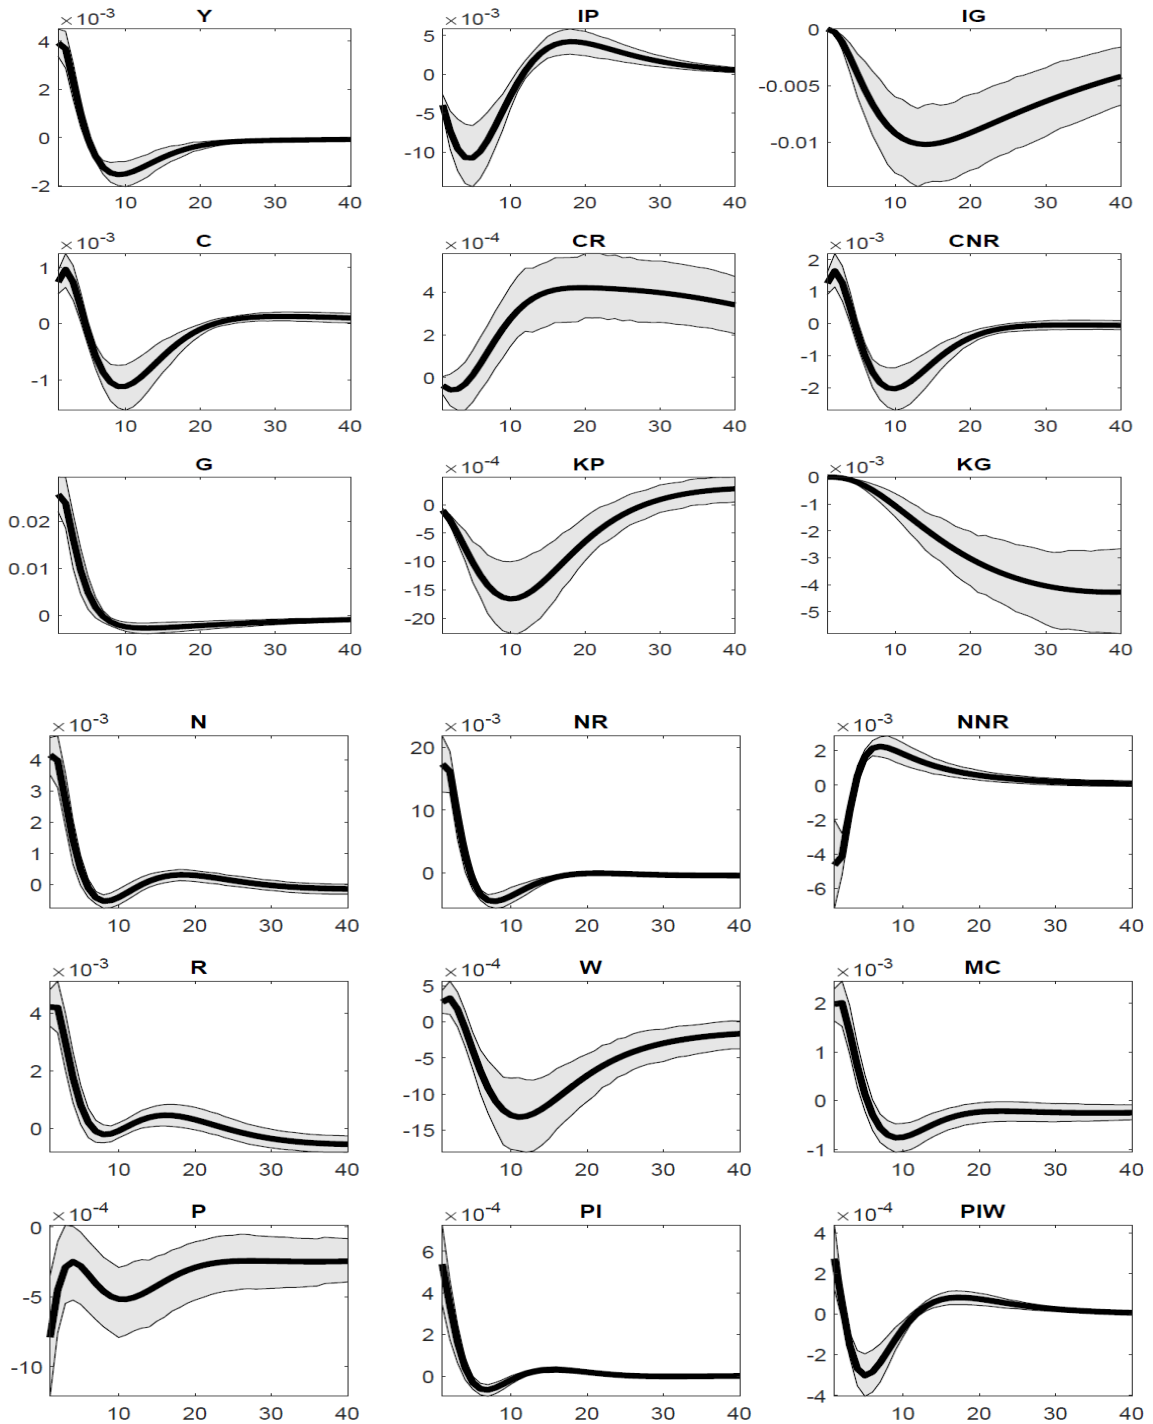 Y IP IG
×10⁻³ ×10⁻³
4 2 0 -2
5 0 -5 -10
0 -0.005 -0.01
10 20 30 40 10 20 30 40 10 20 30 40
C CR CNR
×10⁻³ ×10⁻⁴ ×10⁻³
1 0 -1
4 2 0
2 1 0 -1 -2
10 20 30 40 10 20 30 40 10 20 30 40
G KP KG
×10⁻⁴ ×10⁻³
0.02 0.01 0
0 -5 -10 -15 -20
0 -1 -2 -3 -4 -5
10 20 30 40 10 20 30 40 10 20 30 40
N NR NNR
×10⁻³ ×10⁻³ ×10⁻³
4 3 2 1 0
20 10 0
2 0 -2 -4 -6
10 20 30 40 10 20 30 40 10 20 30 40
R W MC
×10⁻³ ×10⁻⁴ ×10⁻³
4 2 0
5 0 -5 -10 -15
2 1 0 -1
10 20 30 40 10 20 30 40 10 20 30 40
P PI PIW
×10⁻⁴ ×10⁻⁴ ×10⁻⁴
0 -5 -10
6 4 2 0
4 2 0 -2 -4
10 20 30 40 10 20 30 40 10 20 30 40